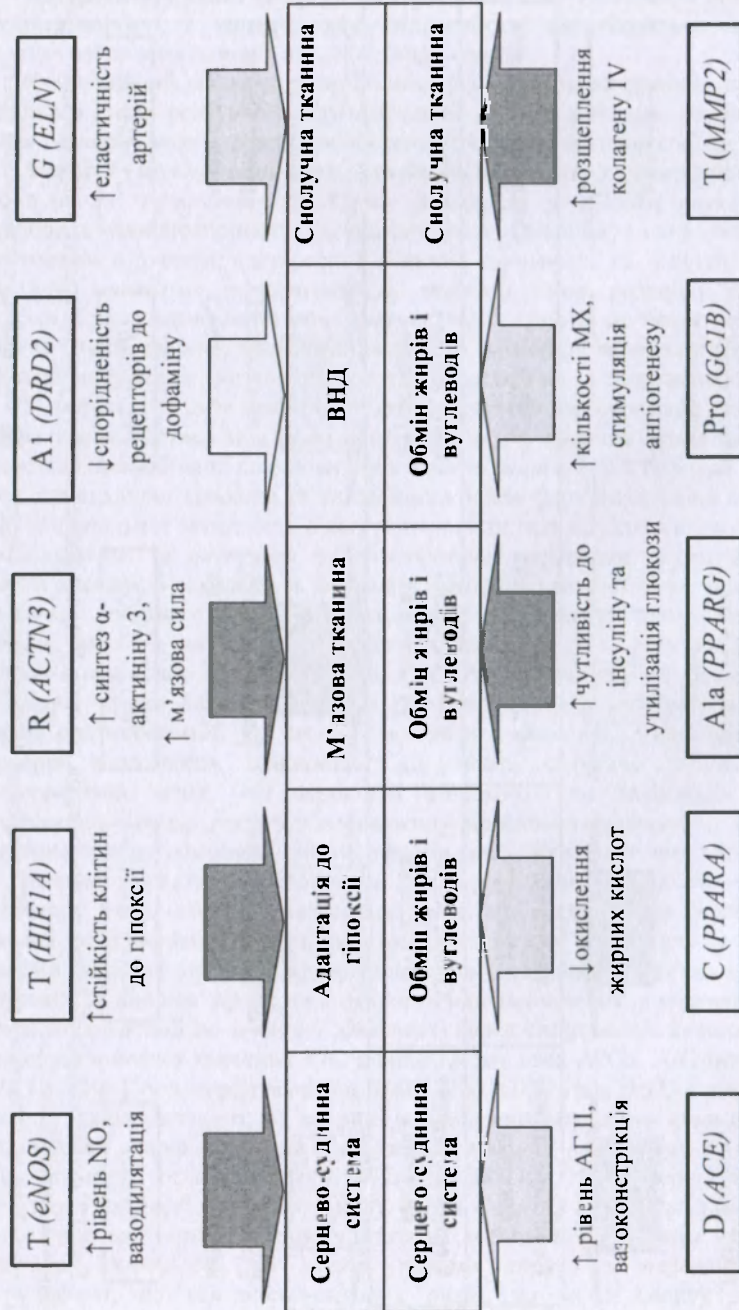 T (eNOS)
↑рівень NO,
вазодилятація
Серцево судинна
система
T (HIF1A)
↑стійкість клітин
до гіпоксії
Адаптація до
гіпоксії
R (ACTN3)
↑синтез α-
актиніну 3,
↑ м'язова сила
М'язова тканина
A1 (DRD2)
↓спорідненість
рецепторів до
дофаміну
ВНД
G (ELN)
↑еластичність
артерій
Сполучна тканина
Серцево судинна
система
↑ рівень АГ II,
вазоконстрікція
D (ACE)
Обмін жирів і
вуглеводів
окислення
жирних кислот
C (PPARA)
Обмін жирів і
вуглеводів
чутливість до
інсуліну та
утилізація глюкози
Ala (PPARG)
Обмін жирів і
вуглеводів
↑кількості МХ,
стимуляція
ангіогенезу
Pro (GC1B)
Сполучна тканина
↑розщеплення
колагену IV
T (MMP2)